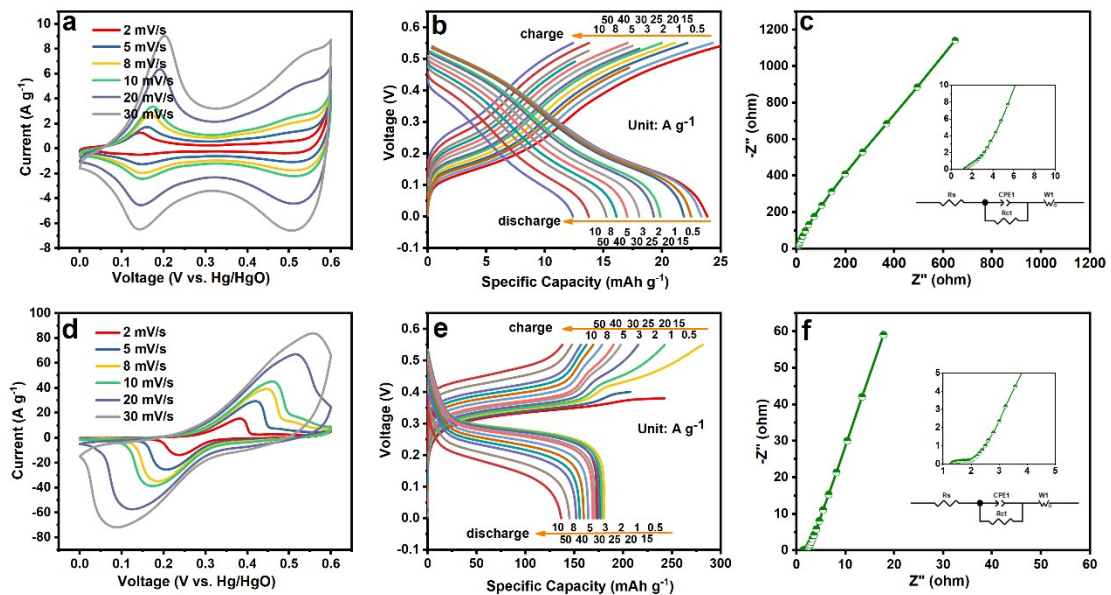 a
2 mV/s
5 mV/s
8 mV/s
10 mV/s
20 mV/s
30 mV/s
10
8
6
4
2
0
-2
-4
-6
-8
Current (A g⁻¹)
0.0 0.1 0.2 0.3 0.4 0.5 0.6
Voltage (V vs. Hg/HgO)
b
50 40 30 25 20 15
10 8 5 3 2 1 0.5
charge
Unit: A g⁻¹
discharge
10 8 5 3 2 1 0.5
50 40 30 25 20 15
0.6
0.5
0.4
0.3
0.2
0.1
0.0
-0.1
Voltage (V)
0 5 10 15 20 25
Specific Capacity (mAh g⁻¹)
c
1200
1000
800
600
400
200
0
-Z'' (ohm)
10
8
6
4
2
0
0 2 4 6 8 10
Rs CPE1 W1
Rct
0 200 400 600 800 1000 1200
Z'' (ohm)
d
2 mV/s
5 mV/s
8 mV/s
10 mV/s
20 mV/s
30 mV/s
100
80
60
40
20
0
-20
-40
-60
-80
Current (A g⁻¹)
0.0 0.1 0.2 0.3 0.4 0.5 0.6
Voltage (V vs. Hg/HgO)
e
50 40 30 25 20 15
charge
10 8 5 3 2 1 0.5
Unit: A g⁻¹
10 8 5 3 2 1 0.5
discharge
50 40 30 25 20 15
0.6
0.5
0.4
0.3
0.2
0.1
0.0
-0.1
Voltage (V)
0 50 100 150 200 250 300
Specific Capacity (mAh g⁻¹)
f
60
50
40
30
20
10
0
-Z'' (ohm)
5
4
3
2
1
0
1 2 3 4 5
Rs CPE1 W1
Rct
0 10 20 30 40 50 60
Z'' (ohm)